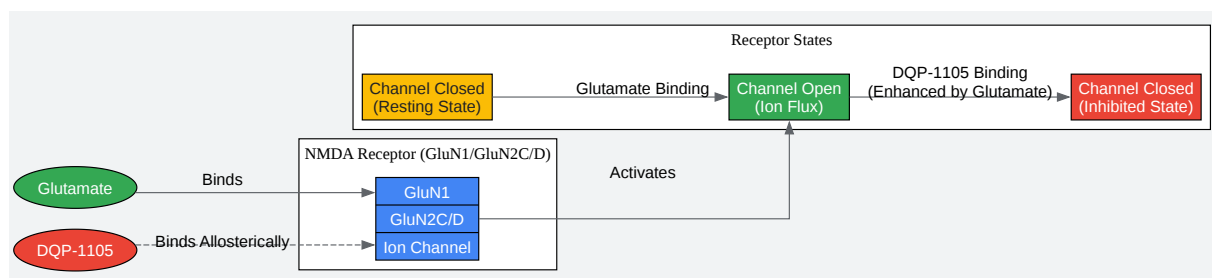 Receptor States
Channel Closed
(Resting State)
Glutamate Binding
Channel Open
(Ion Flux)
DQP-1105 Binding
(Enhanced by Glutamate)
Channel Closed
(Inhibited State)
NMDA Receptor (GluN1/GluN2C/D)
Glutamate
Binds
GluN1
GluN2C/D
Ion Channel
Activates
DQP-1105
Binds Allosterically